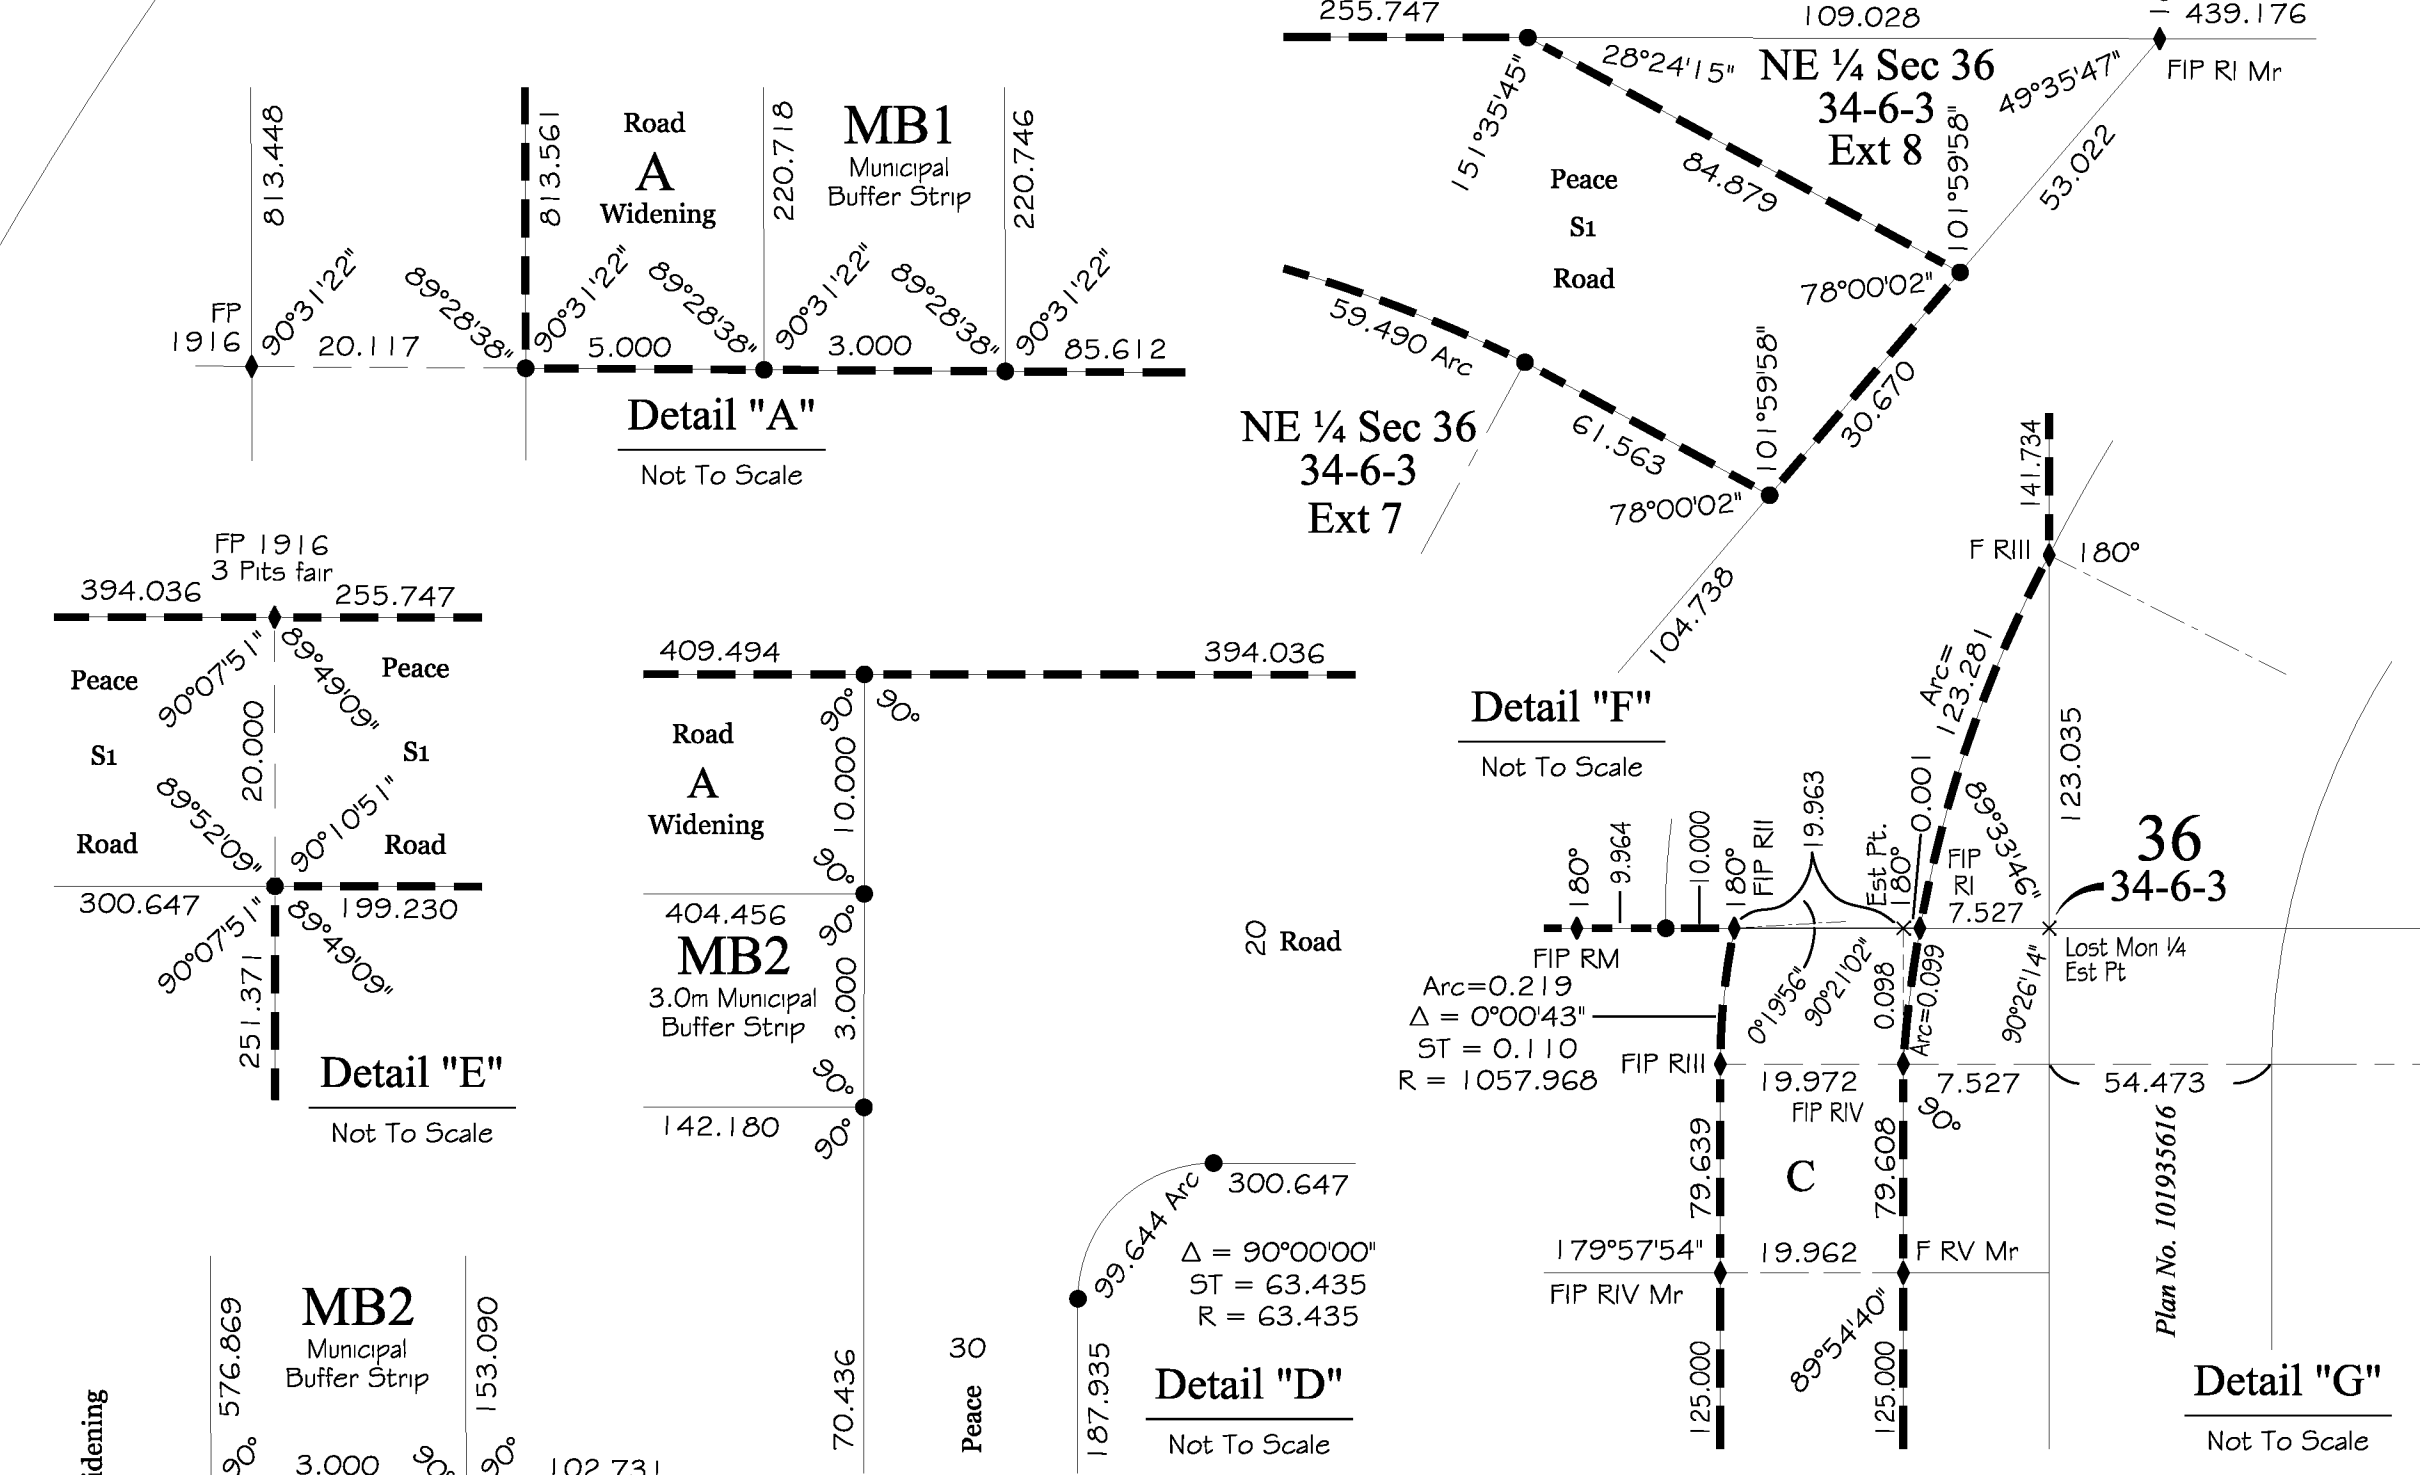 813.448
813.561
Road
A
Widening
220.718
MB1
Municipal
Buffer Strip
220.746
FP
1916
90°31'22"
20.117
89°28'38"
90°31'22"
5.000
89°28'38"
90°31'22"
3.000
89°28'38"
90°31'22"
85.612
Detail "A"
Not To Scale
255.747
109.028
439.176
28°24'15"
NE ¼ Sec 36
34-6-3
Ext 8
49°35'47"
FIP RI Mr
151°35'45"
84.879
101°59'58"
53.022
Peace
S1
Road
78°00'02"
59.490 Arc
101°59'58"
30.670
NE ¼ Sec 36
34-6-3
Ext 7
61.563
78°00'02"
104.738
Detail "F"
Not To Scale
FP 1916
3 Pits fair
394.036
255.747
90°07'51"
89°49'09"
Peace
S1
Road
20.000
Peace
S1
Road
89°52'09"
90°10'51"
300.647
199.230
90°07'51"
89°49'09"
251.371
Detail "E"
Not To Scale
409.494
394.036
90°
90°
Road
A
Widening
10.000
90°
404.456
90°
MB2
3.0m Municipal
Buffer Strip
3.000
90°
142.180
90°
20
Road
70.436
30
Peace
99.644 Arc
300.647
Δ = 90°00'00"
ST = 63.435
R = 63.435
187.935
Detail "D"
Not To Scale
576.869
MB2
Municipal
Buffer Strip
153.090
idening
90°
3.000
90°
90°
102.731
141.734
F RIII
180°
Arc=
123.281
123.035
180°
9.964
10.000
180°
FIP RII
19.963
Est Pt.
180°
0.001
FIP
RI
89°33'46"
7.527
36
34-6-3
Lost Mon ¼
Est Pt
FIP RM
Arc=0.219
Δ = 0°00'43"
ST = 0.110
R = 1057.968
0°19'56"
90°21'02"
0.098
Arc=0.099
90°26'14"
FIP RIII
19.972
FIP RIV
7.527
90°
54.473
79.639
C
79.608
Plan No. 101935616
179°57'54"
19.962
F RV Mr
FIP RIV Mr
89°54'40"
125.000
125.000
Detail "G"
Not To Scale